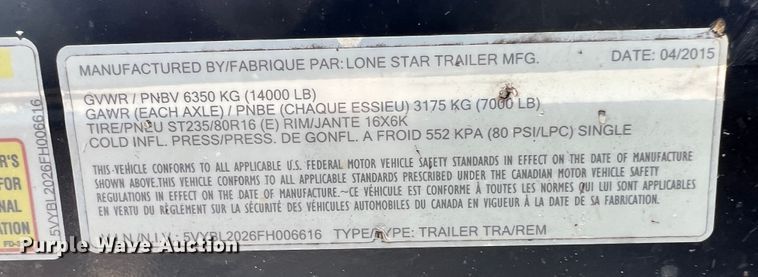 MANUFACTURED BY/FABRIQUE PAR: LONE STAR TRAILER MFG. DATE: 04/2015
GVWR / PNBV 6350 KG (14000 LB)
GAWR (EACH AXLE) / PNBE (CHAQUE ESSIEU) 3175 KG (7000 LB)
TIRE/PNEU ST235/80R16 (E) RIM/JANTE 16X6K
COLD INFL. PRESS/PRESS. DE GONFL. A FROID 552 KPA (80 PSI/LPC) SINGLE
THIS VEHICLE CONFORMS TO ALL APPLICABLE U.S. FEDERAL MOTOR VEHICLE SAFETY STANDARDS IN EFFECT ON THE DATE OF MANUFACTURE
SHOWN ABOVE.THIS VEHICLE CONFORMS TO ALL APPLICABLE STANDARDS PRESCRIBED UNDER THE CANADIAN MOTOR VEHICLE SAFETY
REGULATIONS IN EFFECT ON THE DATE OF MANUFACTURE.~CE VÉHICULE EST CONFORME À TOUTES LES NORMES QUI LUI SONT APPLICABLES
EN VERTU DU RÈGLEMENT SUR LA SÉCURITÉ DES VÉHICULES AUTOMOBILES DU CANADA EN VIGUEUR À LA DATE DE SA FABRICATION.
V.I.N./N.I.V.: 5VYBL2026FH006616 TYPE/TYPE: TRAILER TRA/REM
5VYBL2026FH006616
ER'S
FOR
NAL
ATION
Purple Wave Auction